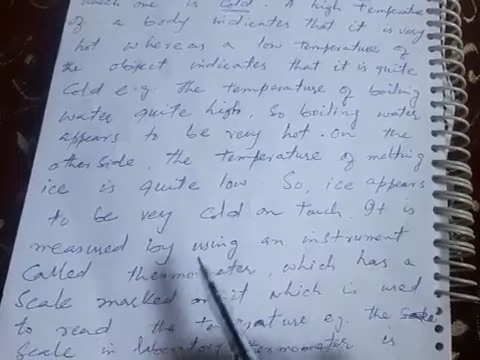 which one is cold. A high temperature
of a body indicates that it is very
hot where as a low temperature of
the object indicates that it is quite
cold e.g. The temperature of boiling
water quite high, So boiling water
appears to be very hot. On the
other side, the temperature of melting
ice is quite low So, ice appears
to be very cold on touch. It is
measured by using an instrument
called thermometer, which has a
scale marked on it which is used
to read the temperature e.g. the
scale in laboratory thermometer is